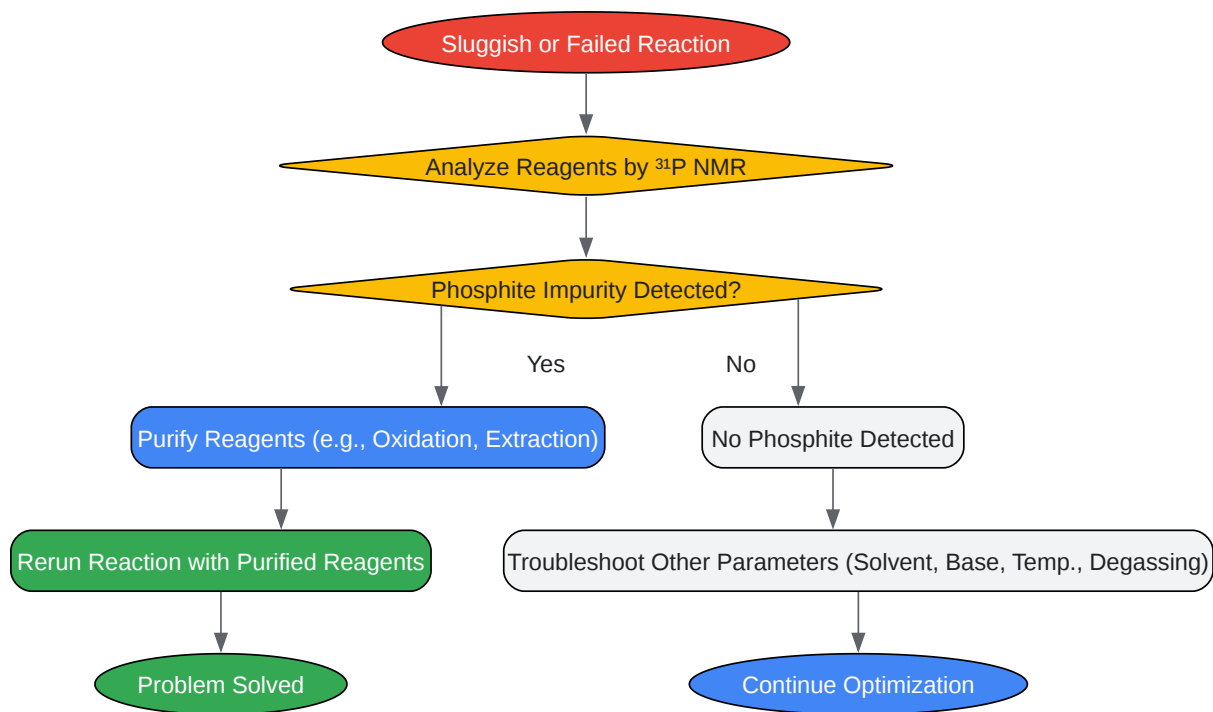 Sluggish or Failed Reaction
Analyze Reagents by ³¹P NMR
Phosphite Impurity Detected?
Yes
No
Purify Reagents (e.g., Oxidation, Extraction)
No Phosphite Detected
Rerun Reaction with Purified Reagents
Troubleshoot Other Parameters (Solvent, Base, Temp., Degassing)
Problem Solved
Continue Optimization